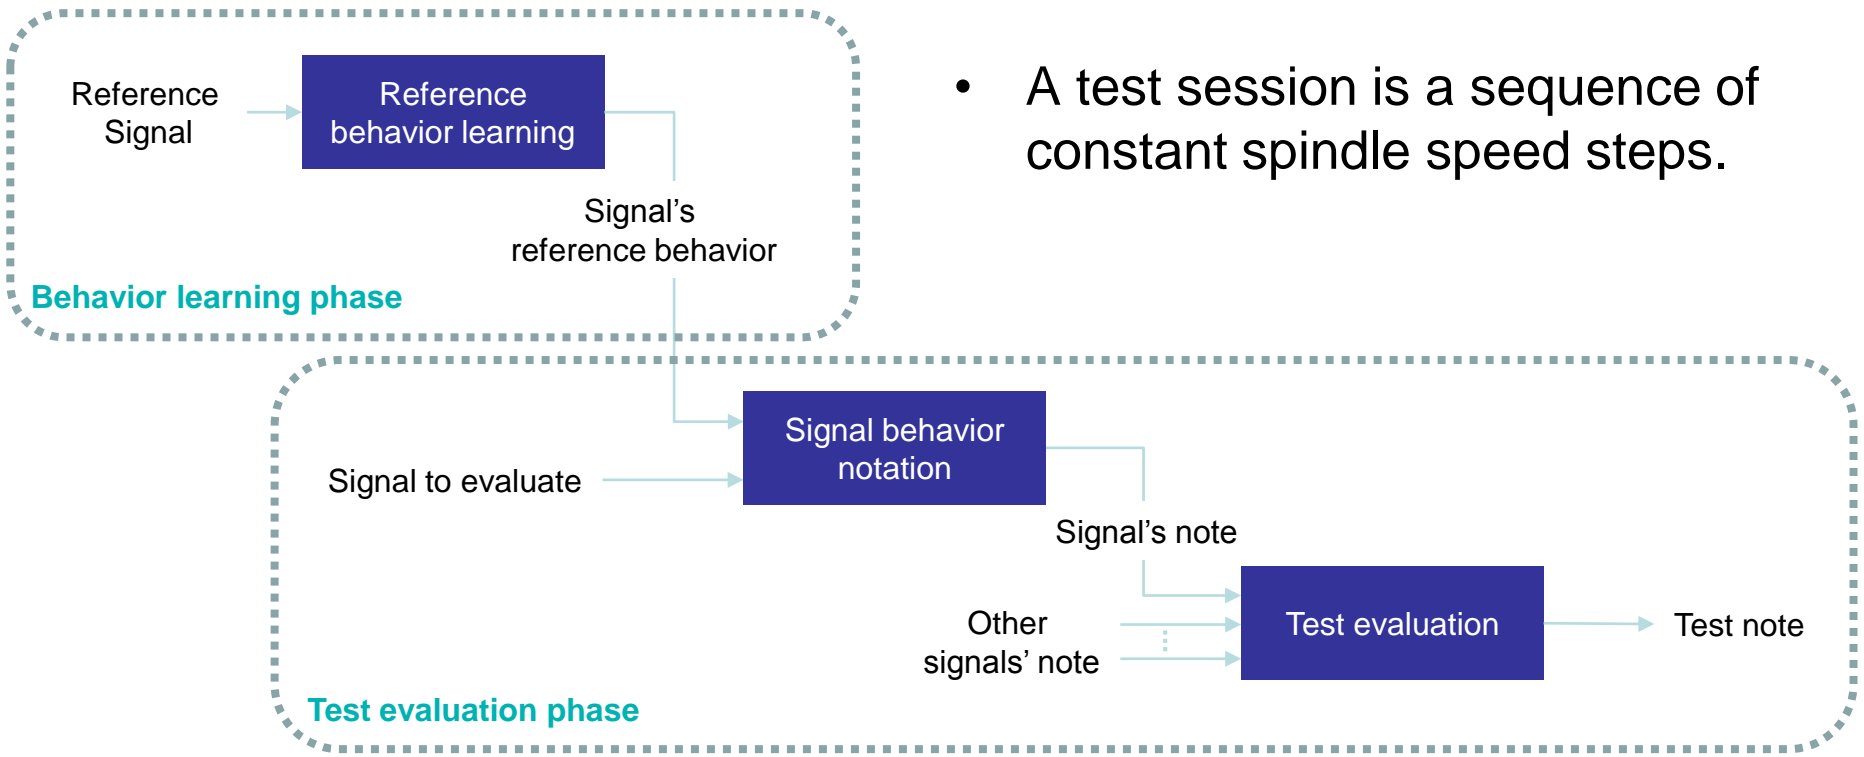 Reference
Signal
Reference
behavior learning
Signal’s
reference behavior
Behavior learning phase
• A test session is a sequence of
constant spindle speed steps.
Signal to evaluate
Signal behavior
notation
Signal’s note
Other
signals’ note
Test evaluation
Test note
Test evaluation phase